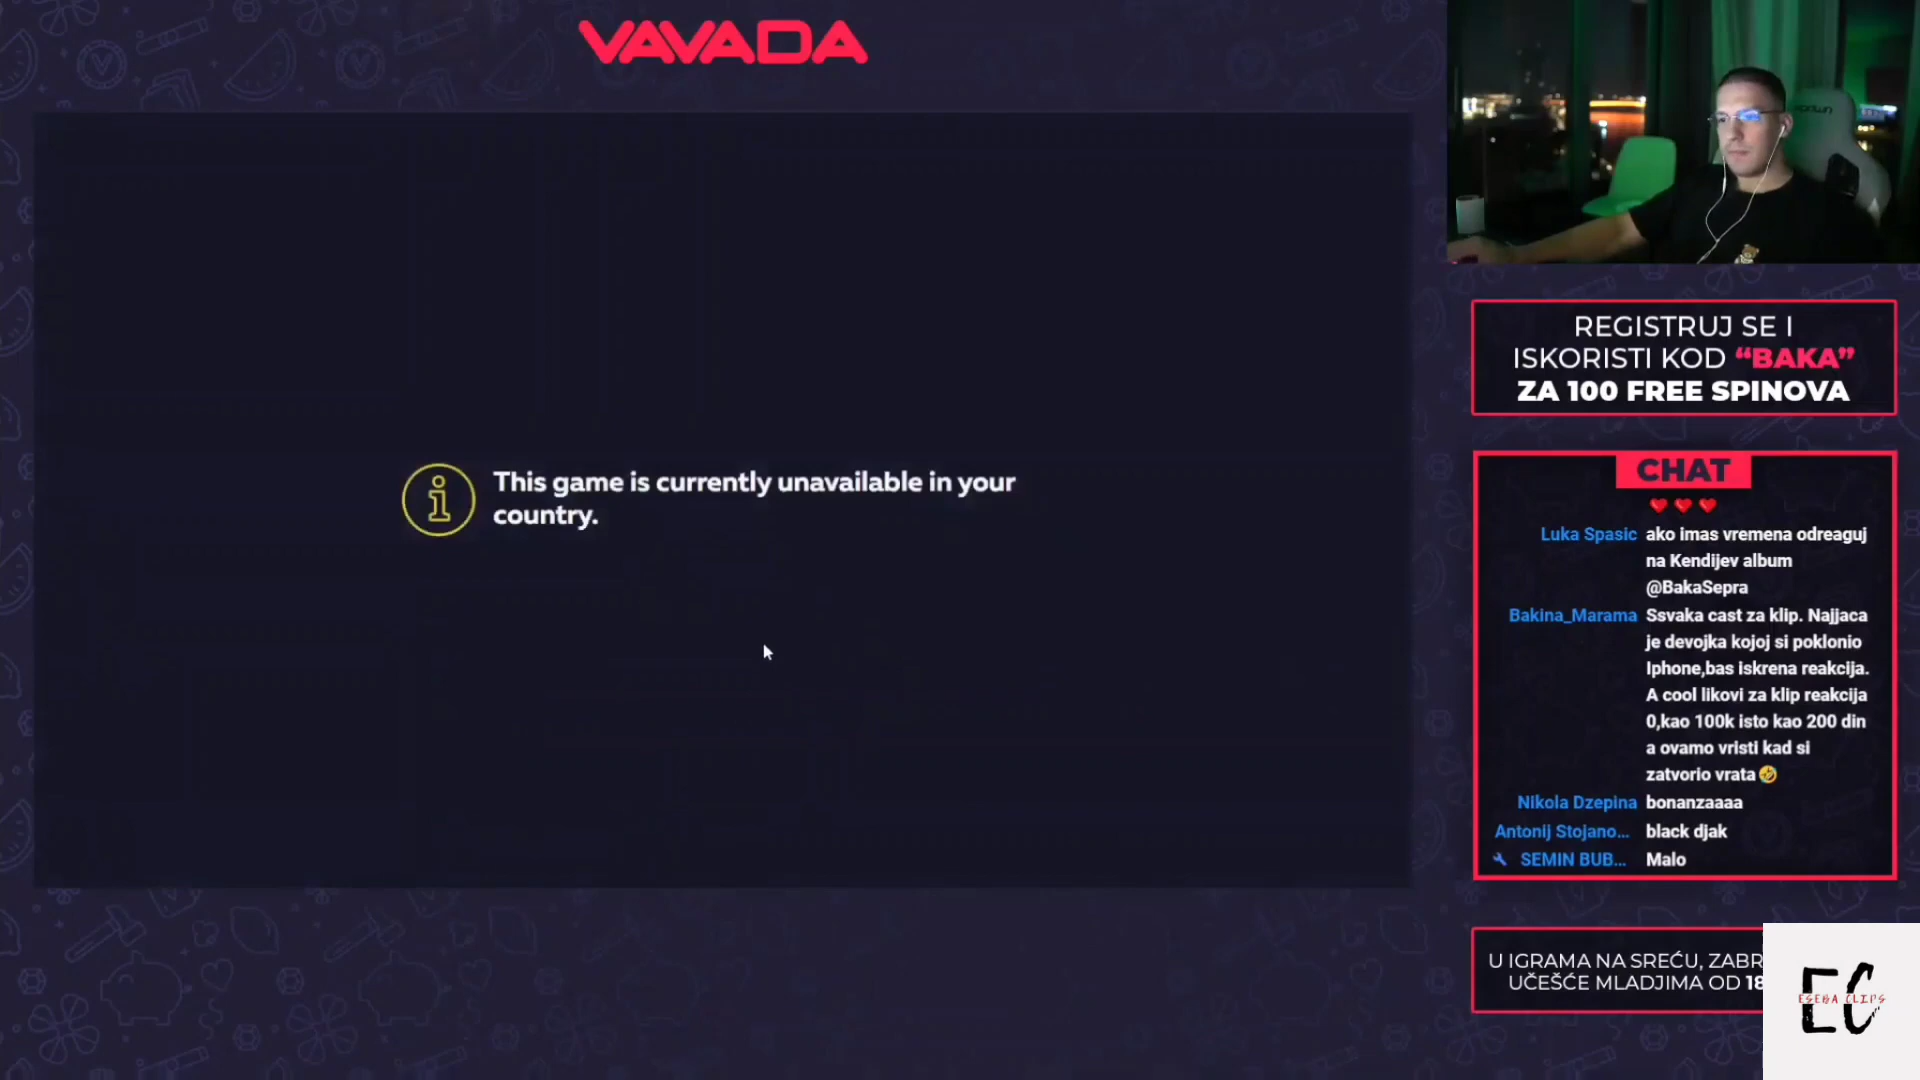 VAVADA
This game is currently unavailable in your
country.
REGISTRUJ SE I
ISKORISTI KOD “BAKA”
ZA 100 FREE SPINOVA
CHAT
Luka Spasic ako imas vremena odreaguj
na Kendijev album
@BakaSepra
Bakina_Marama Ssvaka cast za klip. Najjaca
je devojka kojoj si poklonio
Iphone,bas iskrena reakcija.
A cool likovi za klip reakcija
0,kao 100k isto kao 200 din
a ovamo vristi kad si
zatvorio vrata🤣
NIkola Dzepina bonanzaaaa
Antonij Stojano... black djak
SEMIN BUB... Malo
U IGRAMA NA SREĆU, ZABR
UČEŠĆE MLADJIMA OD 18
EC
ESEBA CLIPS